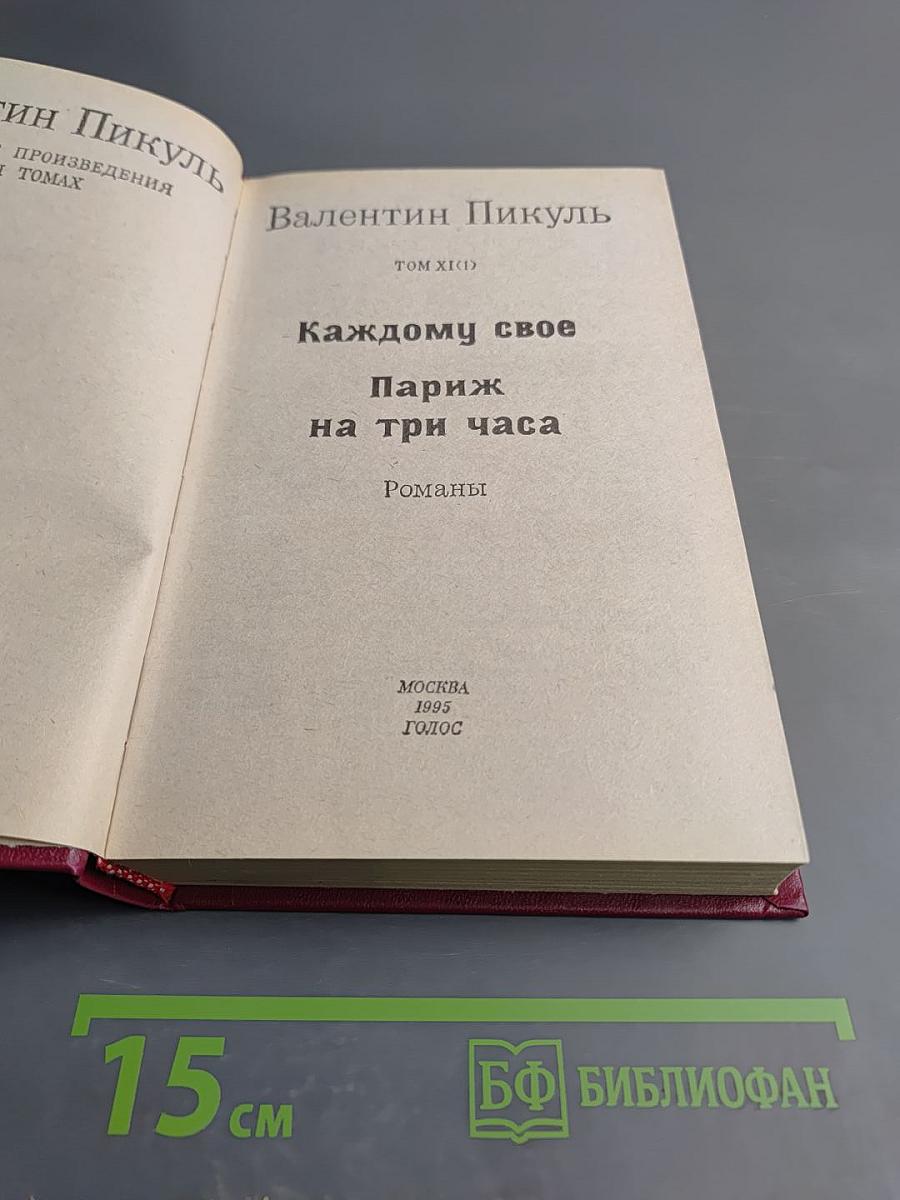 тин Пикуль
ПРОИЗВЕДЕНИЯ
ТОМАХ
Валентин Пикуль
ТОМ XI(1)
Каждому свое
Париж
на три часа
Романы
МОСКВА
1995
ГОЛОС
15 см
БФ БИБЛИОФАН